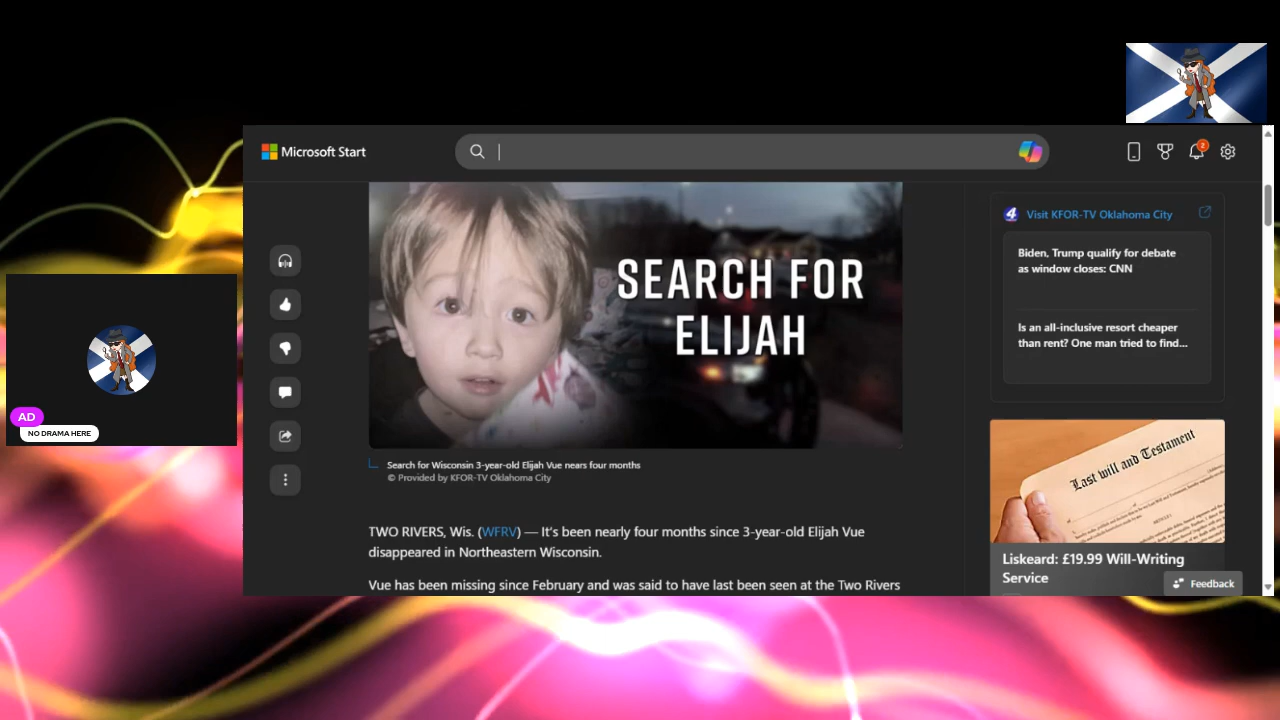 Microsoft Start
2
SEARCH FOR
ELIJAH
4 Visit KFOR-TV Oklahoma City
Biden, Trump qualify for debate
as window closes: CNN
Is an all-inclusive resort cheaper
than rent? One man tried to find...
AD
NO DRAMA HERE
Search for Wisconsin 3-year-old Elijah Vue nears four months
© Provided by KFOR-TV Oklahoma City
TWO RIVERS, Wis. (WFRV) — It's been nearly four months since 3-year-old Elijah Vue
disappeared in Northeastern Wisconsin.
Vue has been missing since February and was said to have last been seen at the Two Rivers
Last will and Testament
Liskeard: £19.99 Will-Writing
Service
Feedback